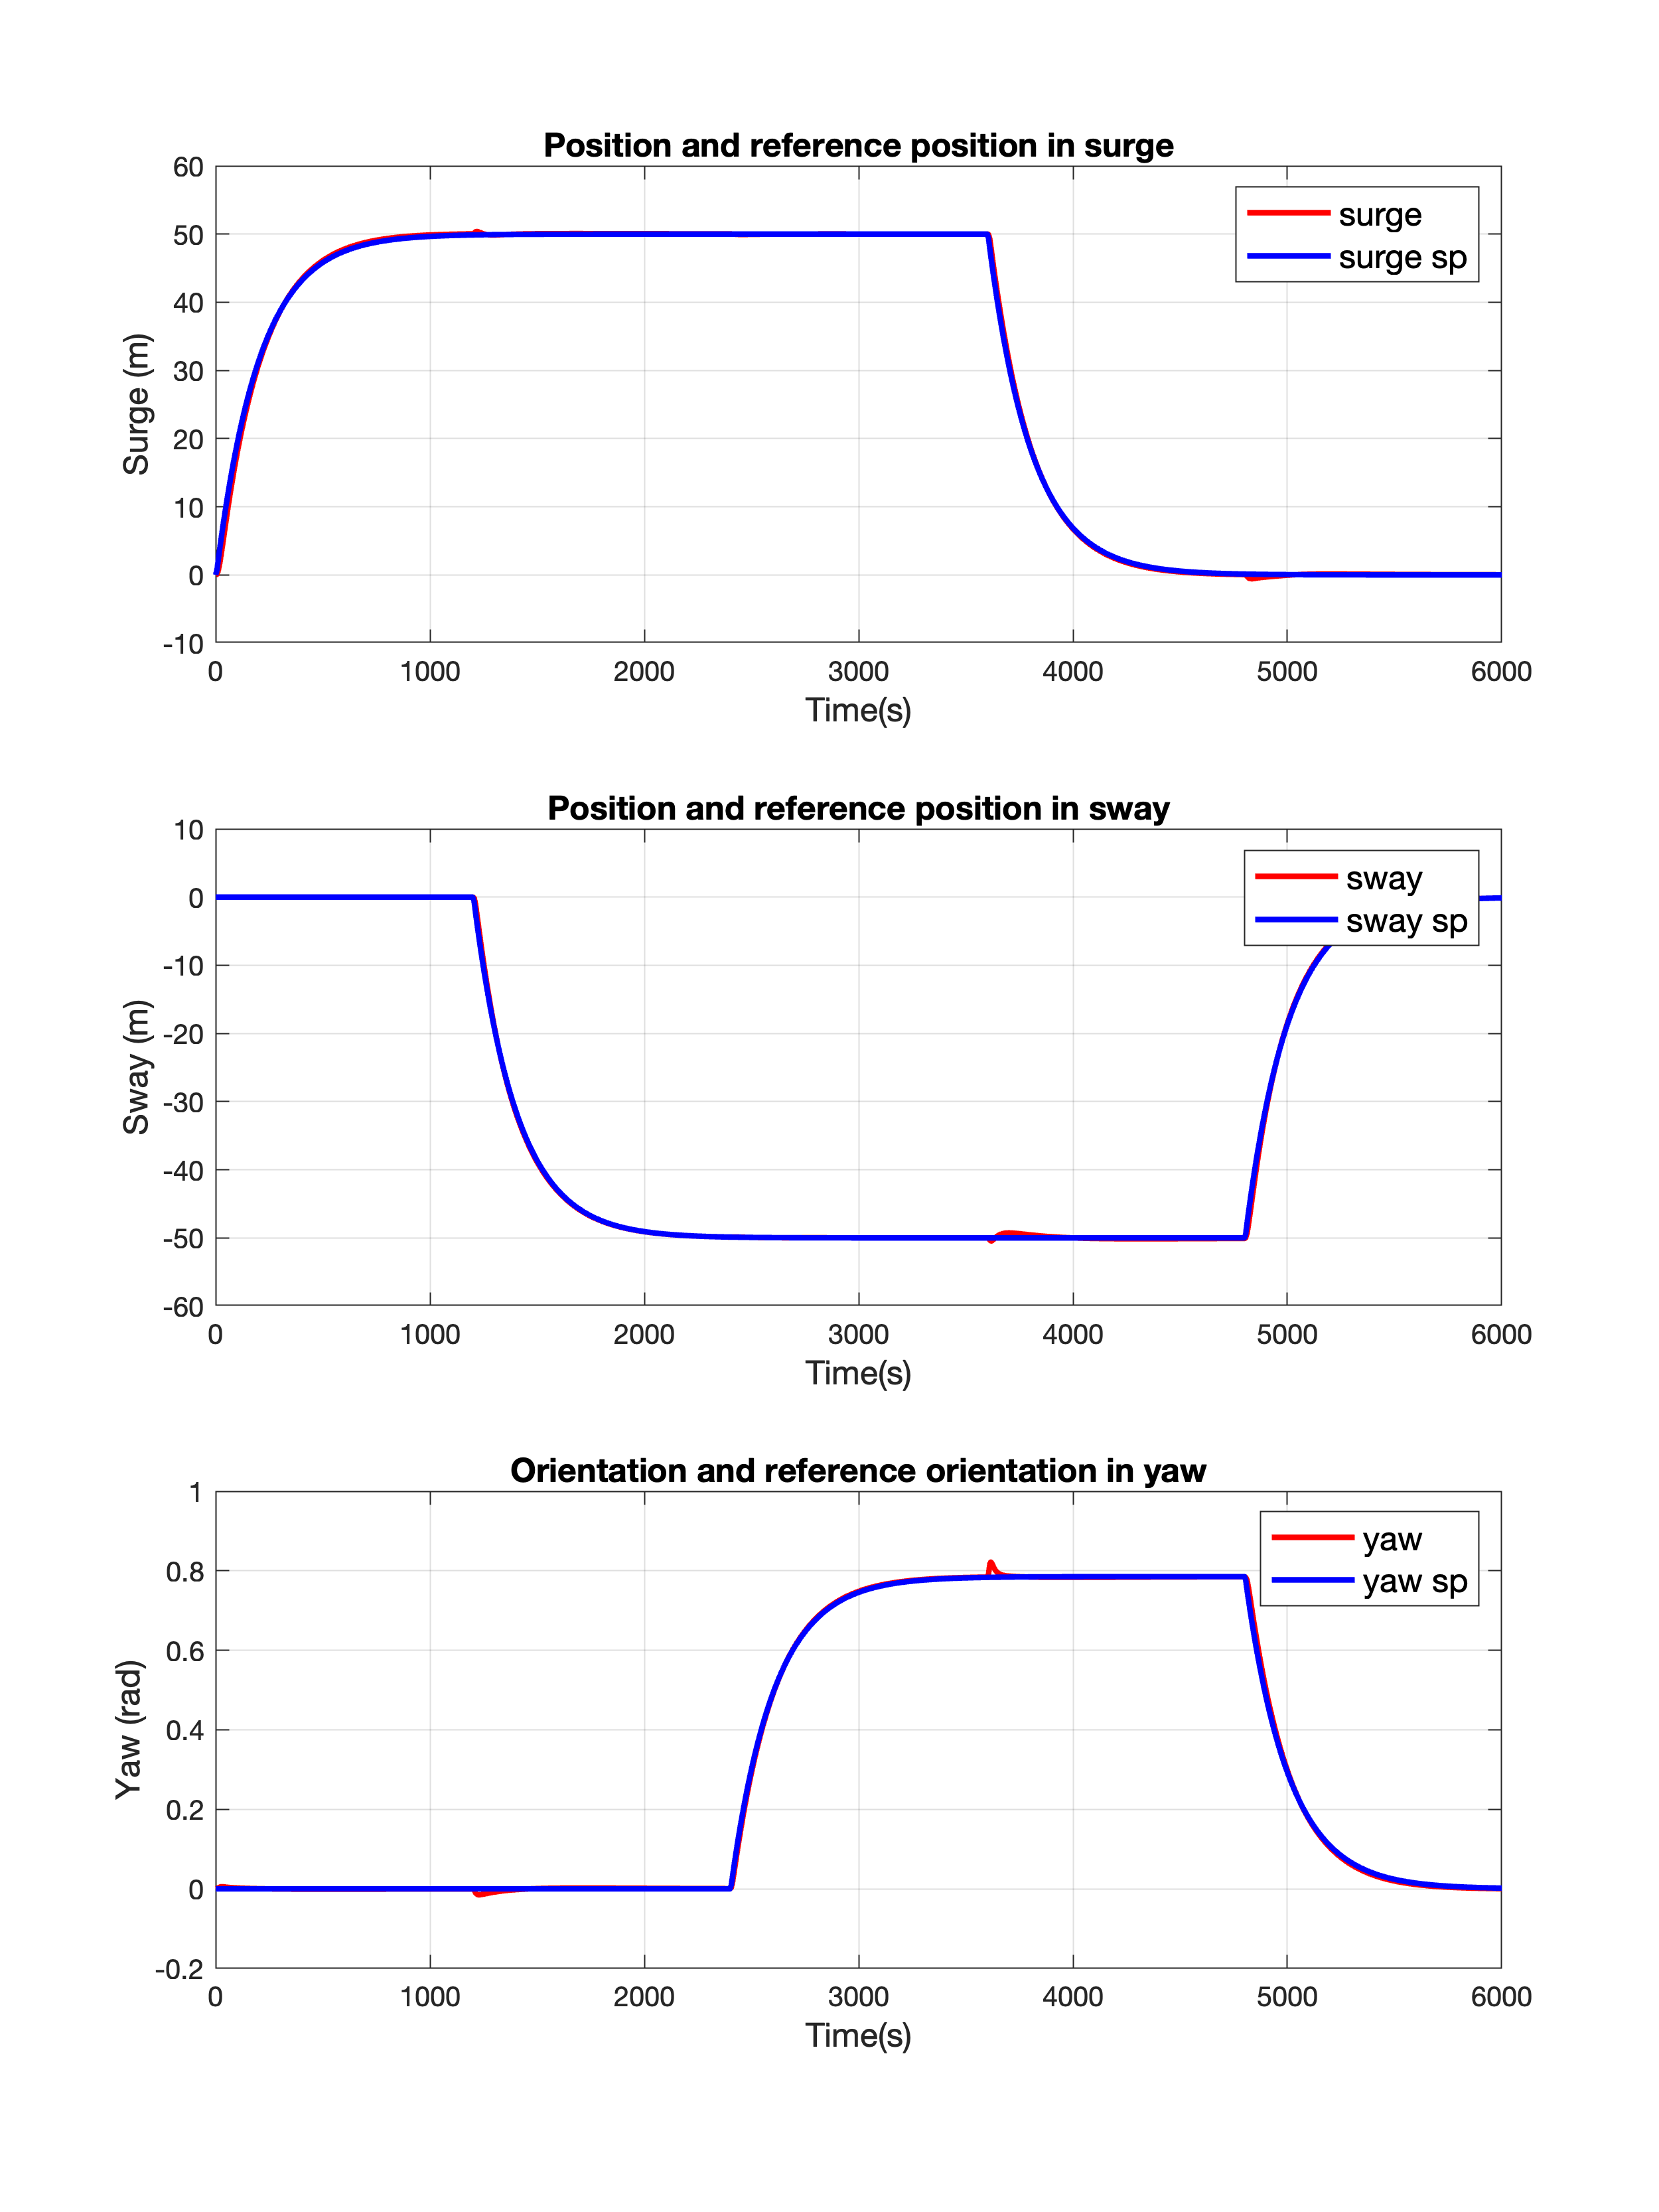 Position and reference position in surge
60
50
40
30
20
10
0
-10
Surge (m)
surge
surge sp
0 1000 2000 3000 4000 5000 6000
Time(s)
Position and reference position in sway
10
0
-10
-20
-30
-40
-50
-60
Sway (m)
sway
sway sp
0 1000 2000 3000 4000 5000 6000
Time(s)
Orientation and reference orientation in yaw
1
0.8
0.6
0.4
0.2
0
-0.2
Yaw (rad)
yaw
yaw sp
0 1000 2000 3000 4000 5000 6000
Time(s)